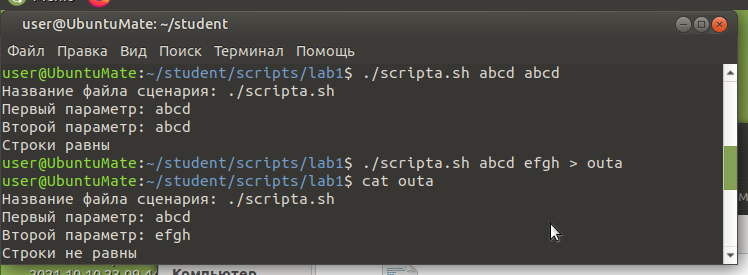 user@UbuntuMate: ~/student
Файл Правка Вид Поиск Терминал Помощь
user@UbuntuMate:~/student/scripts/lab1$ ./scripta.sh abcd abcd
Название файла сценария: ./scripta.sh
Первый параметр: abcd
Второй параметр: abcd
Строки равны
user@UbuntuMate:~/student/scripts/lab1$ ./scripta.sh abcd efgh > outa
user@UbuntuMate:~/student/scripts/lab1$ cat outa
Название файла сценария: ./scripta.sh
Первый параметр: abcd
Второй параметр: efgh
Строки не равны
Компьютер